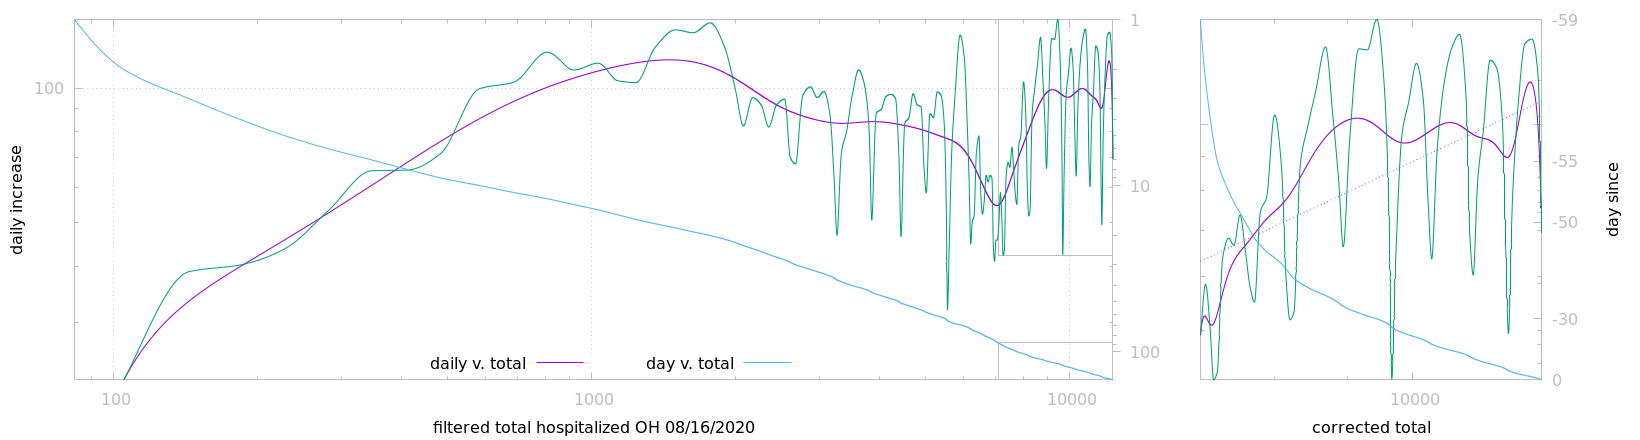 daily increase
100
daily v. total
day v. total
100
1000
10000
1
10
100
filtered total hospitalized OH 08/16/2020
-59
-55
-50
-30
0
day since
10000
corrected total